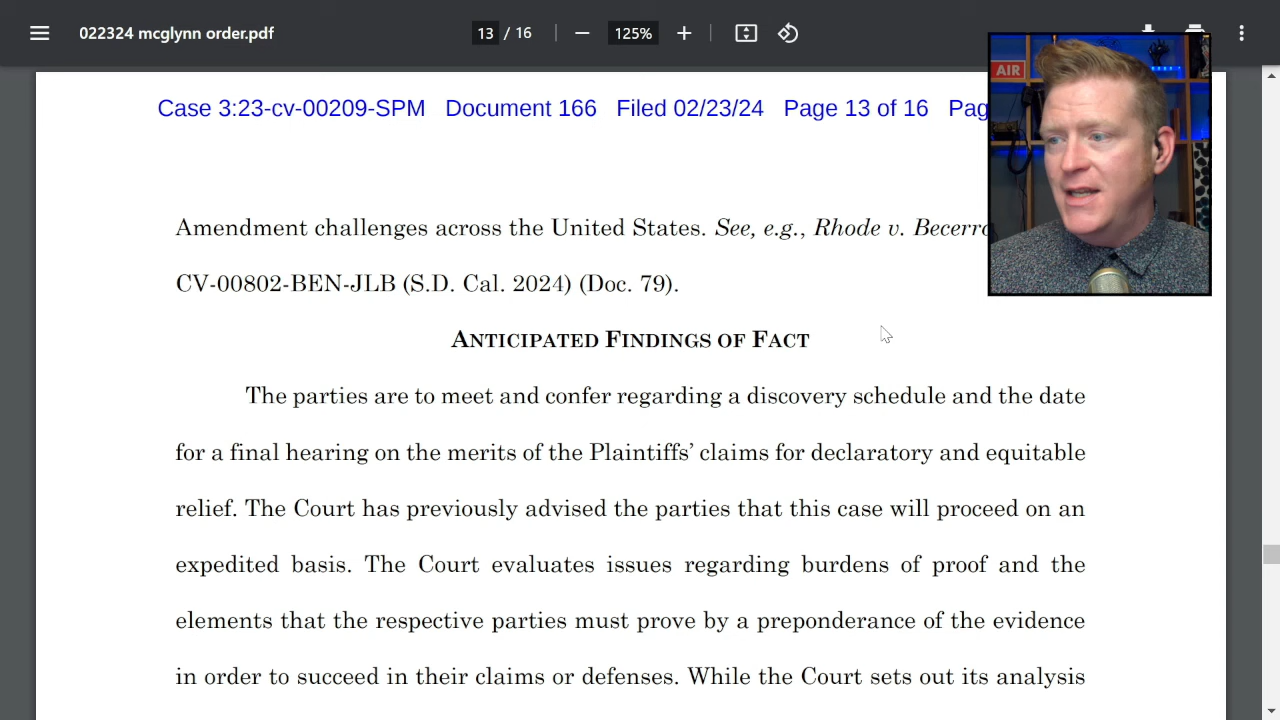 022324 mcglynn order.pdf
13 / 16
125%
AIR
Case 3:23-cv-00209-SPM Document 166 Filed 02/23/24 Page 13 of 16
Amendment challenges across the United States. See, e.g., Rhode v.
CV-00802-BEN-JLB (S.D. Cal. 2024) (Doc. 79).
ANTICIPATED FINDINGS OF FACT
The parties are to meet and confer regarding a discovery schedule and the date
for a final hearing on the merits of the Plaintiffs’ claims for declaratory and equitable
relief. The Court has previously advised the parties that this case will proceed on an
expedited basis. The Court evaluates issues regarding burdens of proof and the
elements that the respective parties must prove by a preponderance of the evidence
in order to succeed in their claims or defenses. While the Court sets out its analysis